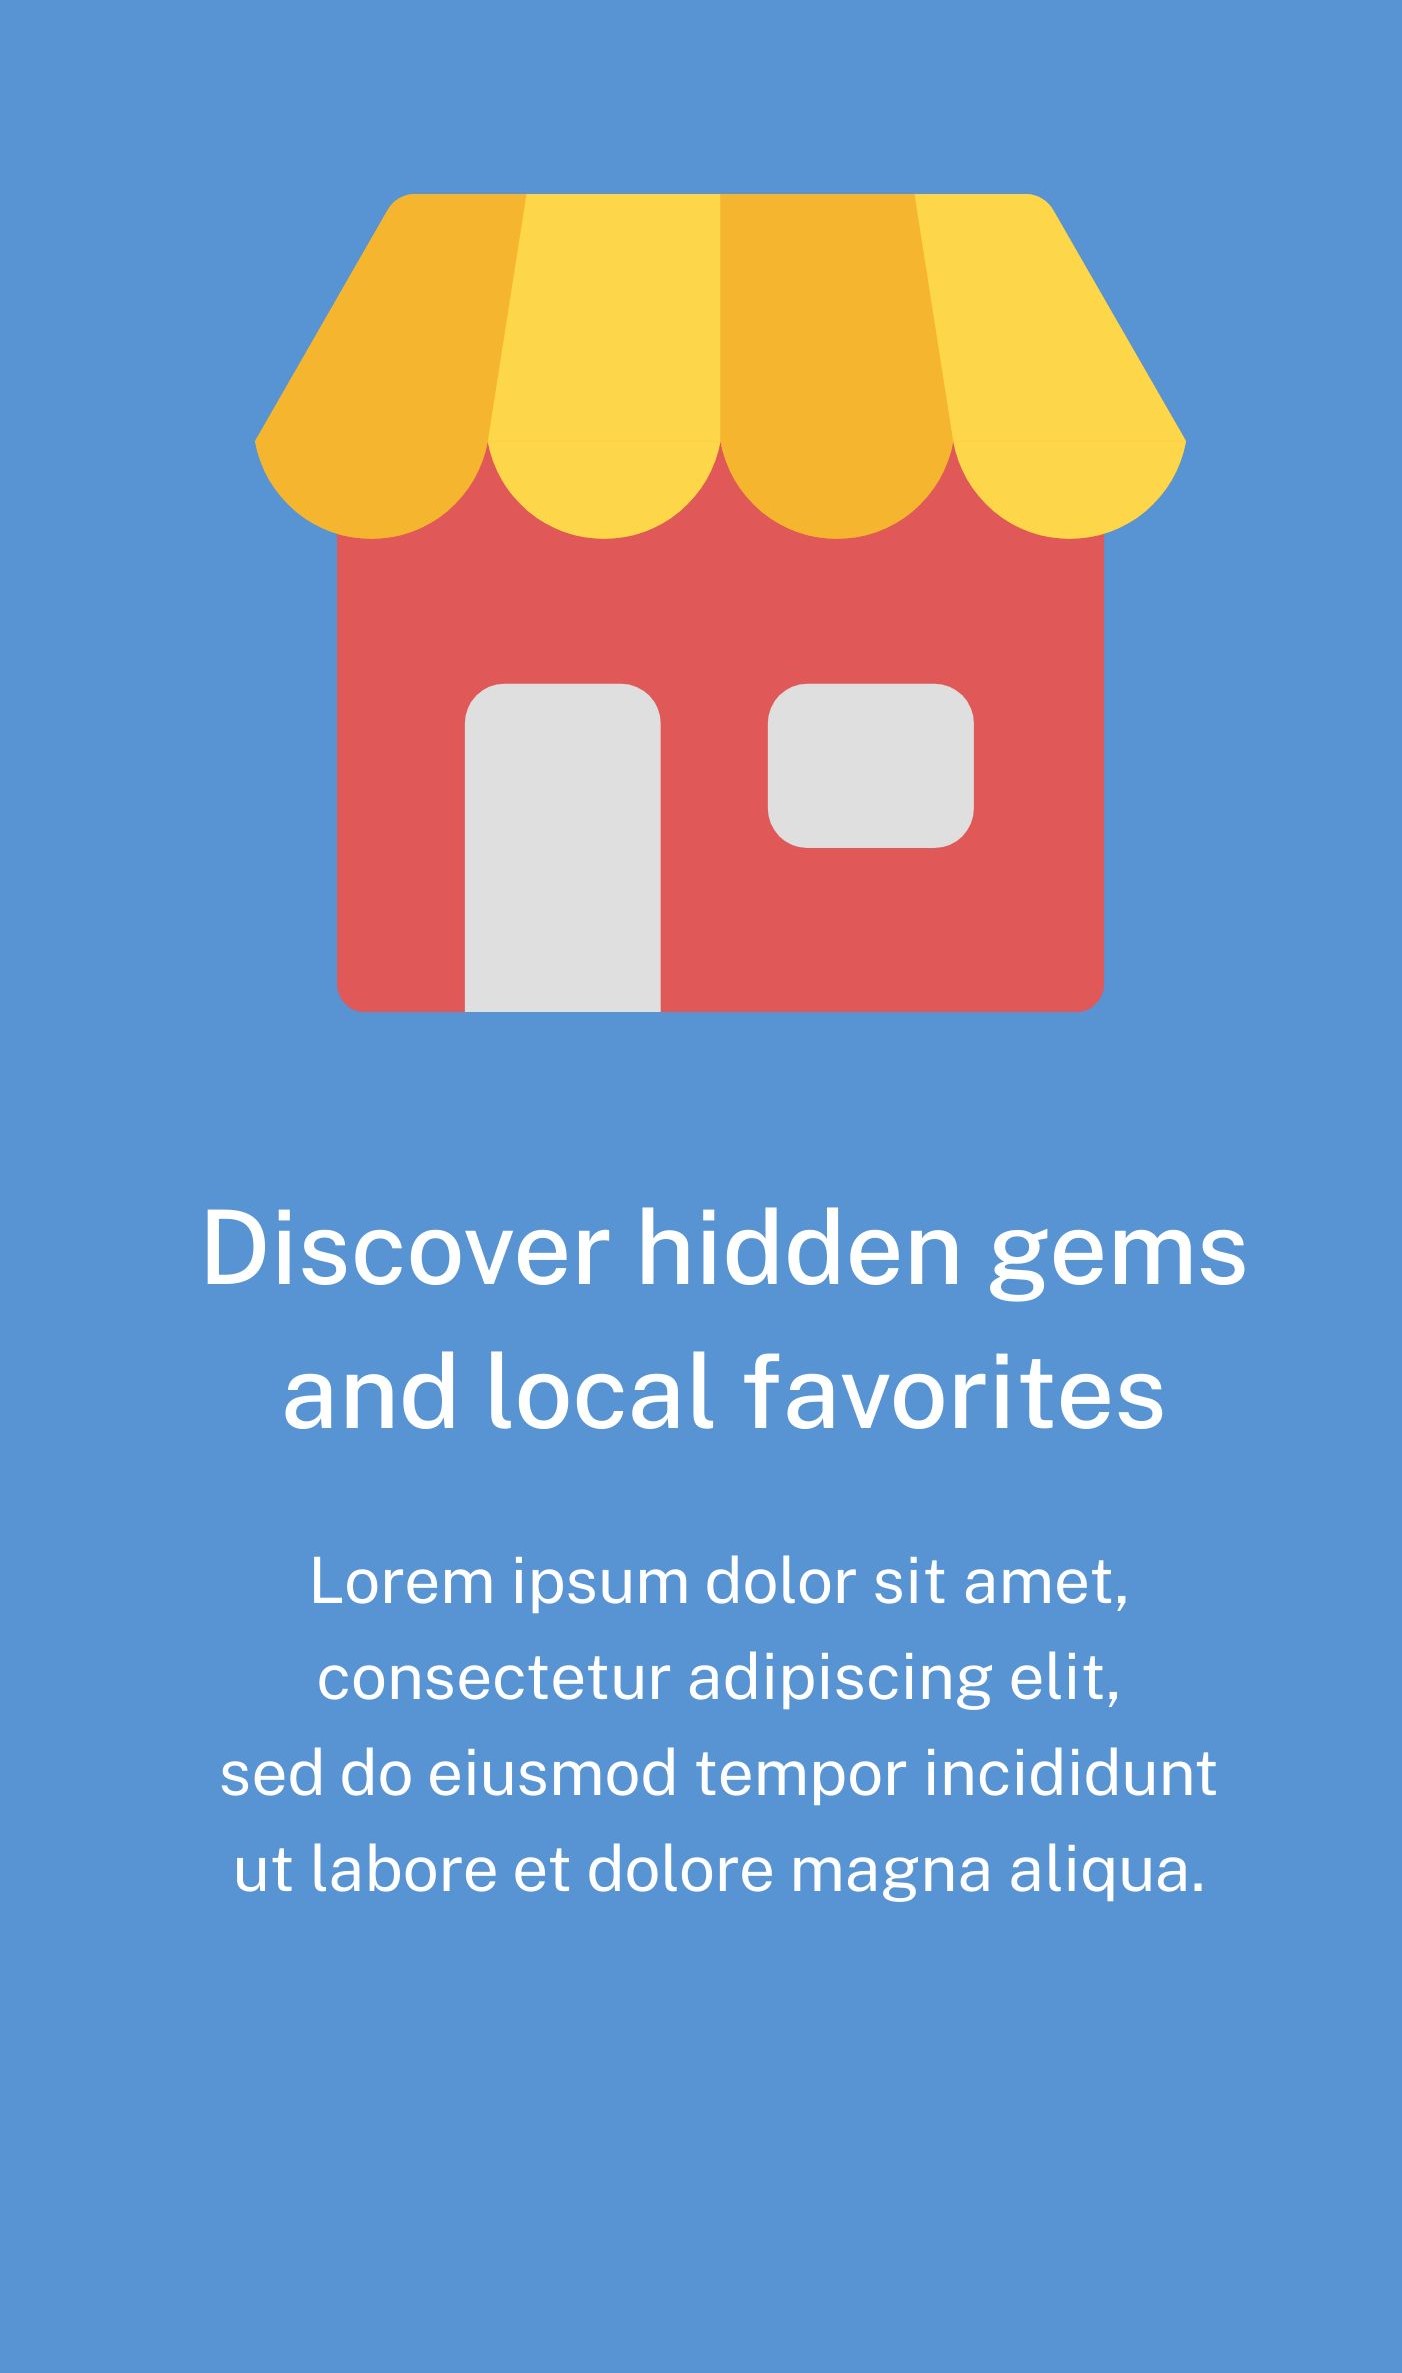 Discover hidden gems
and local favorites
Lorem ipsum dolor sit amet,
consectetur adipiscing elit,
sed do eiusmod tempor incididunt
ut labore et dolore magna aliqua.